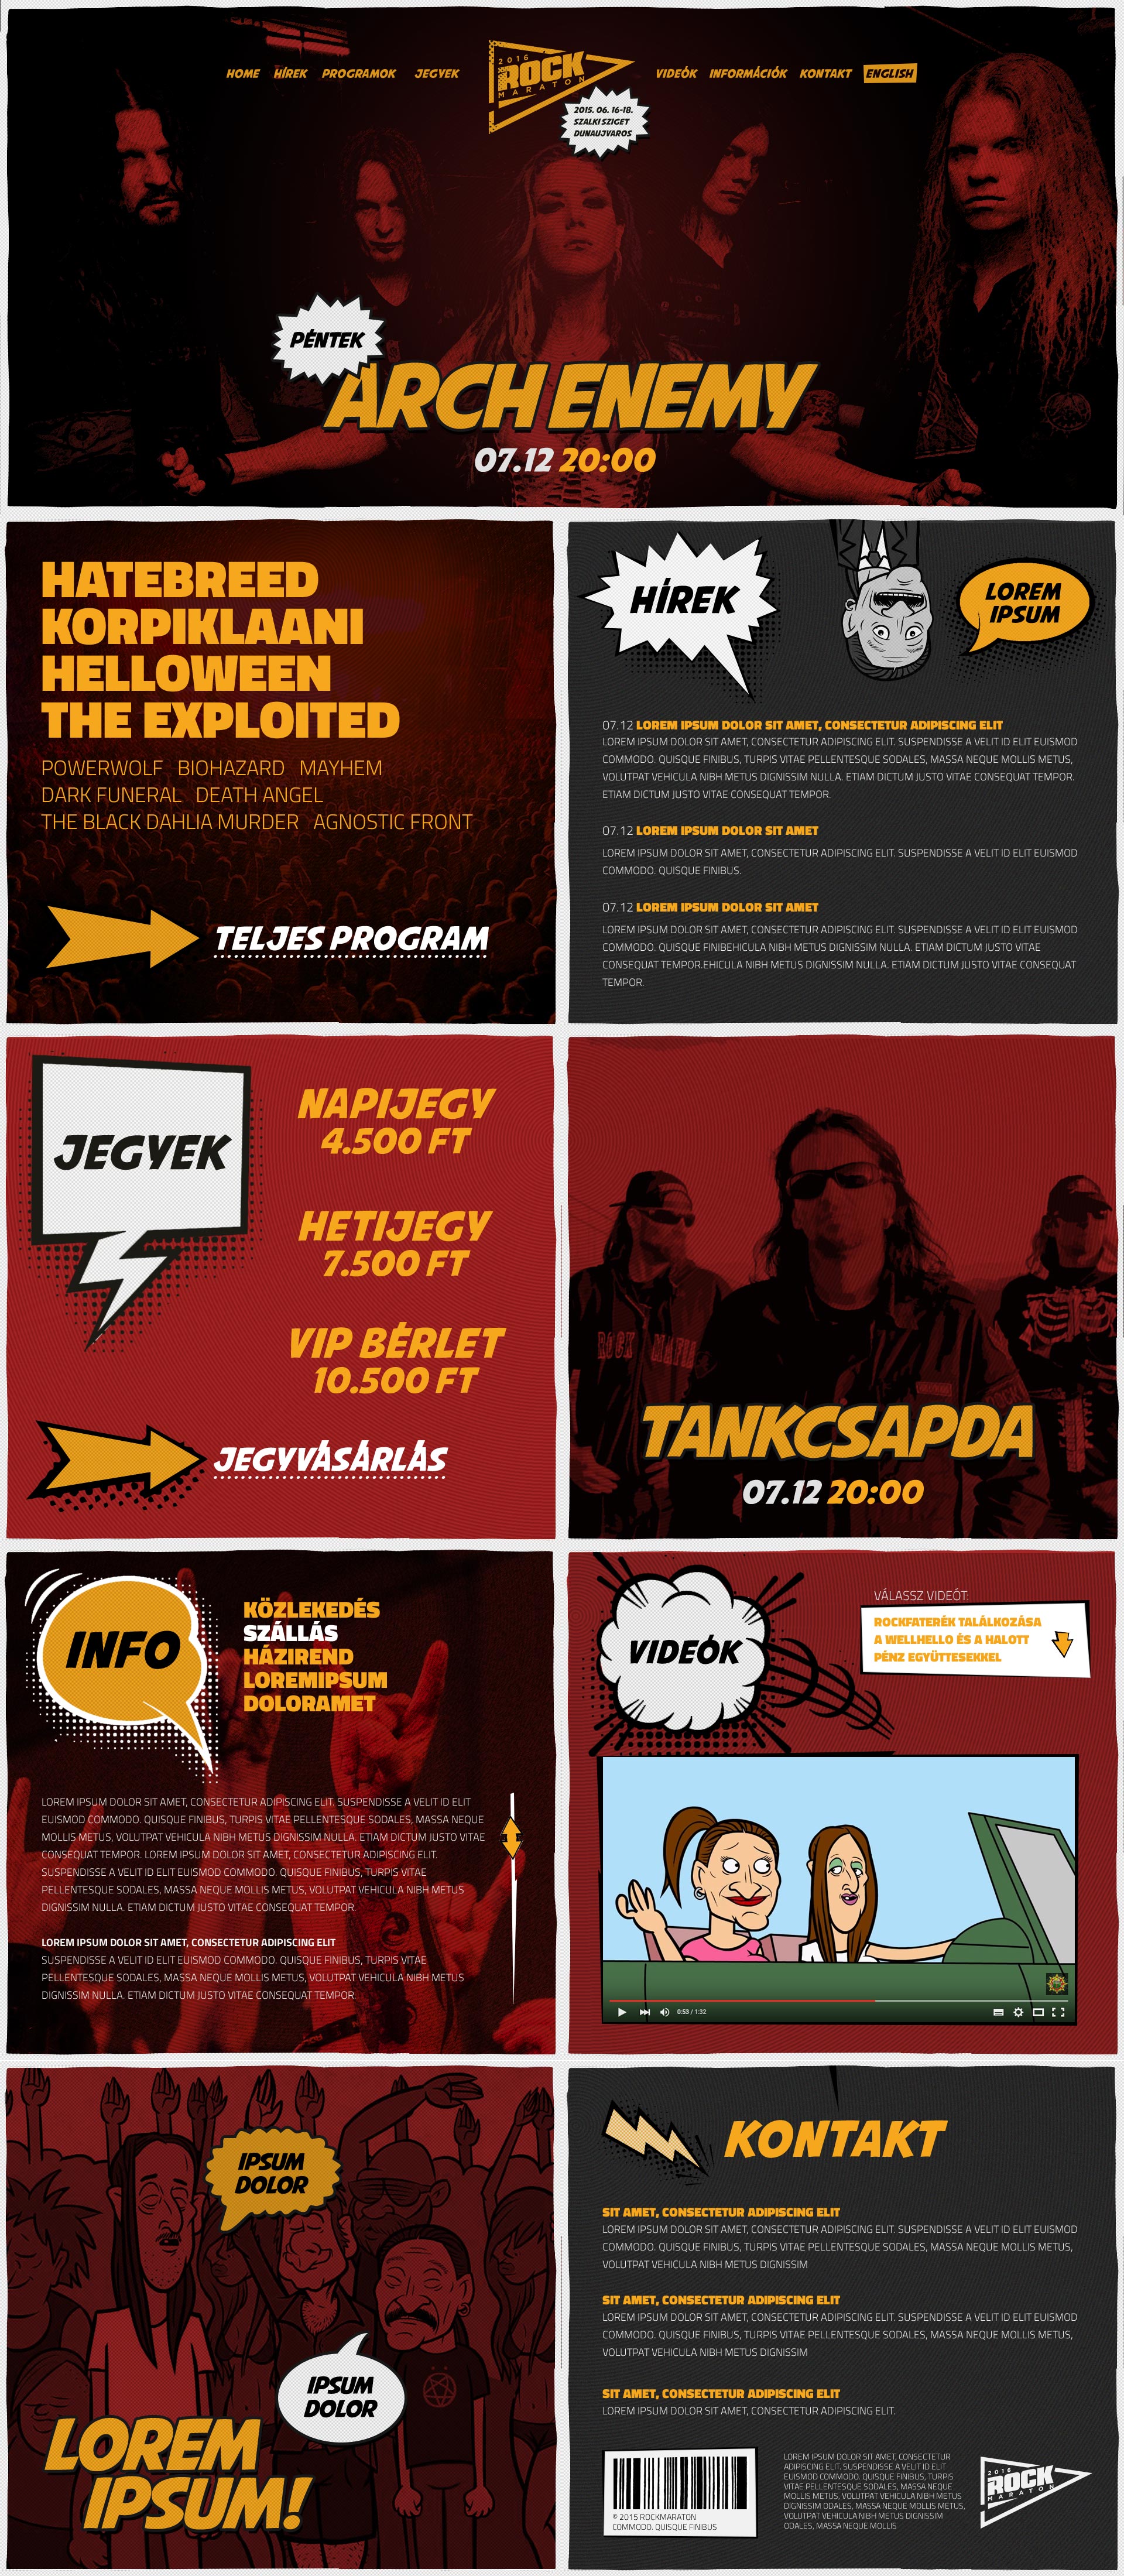 HOME HÍREK PROGRAMOK JEGYEK
2016
ROCK
MARATON
VIDEÓK INFORMÁCIÓK KONTAKT ENGLISH
2015. 06. 16-18.
SZALKI SZIGET
DUNAUJVAROS
PÉNTEK
ARCH ENEMY
07.12 20:00
HATEBREED
KORPIKLAANI
HELLOWEEN
THE EXPLOITED
POWERWOLF BIOHAZARD MAYHEM
DARK FUNERAL DEATH ANGEL
THE BLACK DAHLIA MURDER AGNOSTIC FRONT
TELJES PROGRAM
HÍREK
LOREM
IPSUM
07.12 LOREM IPSUM DOLOR SIT AMET, CONSECTETUR ADIPISCING ELIT
LOREM IPSUM DOLOR SIT AMET, CONSECTETUR ADIPISCING ELIT. SUSPENDISSE A VELIT ID ELIT EUISMOD
COMMODO. QUISQUE FINIBUS, TURPIS VITAE PELLENTESQUE SODALES, MASSA NEQUE MOLLIS METUS,
VOLUTPAT VEHICULA NIBH METUS DIGNISSIM NULLA. ETIAM DICTUM JUSTO VITAE CONSEQUAT TEMPOR.
ETIAM DICTUM JUSTO VITAE CONSEQUAT TEMPOR.
07.12 LOREM IPSUM DOLOR SIT AMET
LOREM IPSUM DOLOR SIT AMET, CONSECTETUR ADIPISCING ELIT. SUSPENDISSE A VELIT ID ELIT EUISMOD
COMMODO. QUISQUE FINIBUS.
07.12 LOREM IPSUM DOLOR SIT AMET
LOREM IPSUM DOLOR SIT AMET, CONSECTETUR ADIPISCING ELIT. SUSPENDISSE A VELIT ID ELIT EUISMOD
COMMODO. QUISQUE FINIBEHICULA NIBH METUS DIGNISSIM NULLA. ETIAM DICTUM JUSTO VITAE
CONSEQUAT TEMPOR.EHICULA NIBH METUS DIGNISSIM NULLA. ETIAM DICTUM JUSTO VITAE CONSEQUAT
TEMPOR.
JEGYEK
NAPIJEGY
4.500 FT
HETIJEGY
7.500 FT
VIP BÉRLET
10.500 FT
JEGYVÁSÁRLÁS
ROCK MAFIA
TANKCSAPDA
07.12 20:00
INFO
KÖZLEKEDÉS
SZÁLLÁS
HÁZIREND
LOREMIPSUM
DOLORAMET
LOREM IPSUM DOLOR SIT AMET, CONSECTETUR ADIPISCING ELIT. SUSPENDISSE A VELIT ID ELIT
EUISMOD COMMODO. QUISQUE FINIBUS, TURPIS VITAE PELLENTESQUE SODALES, MASSA NEQUE
MOLLIS METUS, VOLUTPAT VEHICULA NIBH METUS DIGNISSIM NULLA. ETIAM DICTUM JUSTO VITAE
CONSEQUAT TEMPOR. LOREM IPSUM DOLOR SIT AMET, CONSECTETUR ADIPISCING ELIT.
SUSPENDISSE A VELIT ID ELIT EUISMOD COMMODO. QUISQUE FINIBUS, TURPIS VITAE
PELLENTESQUE SODALES, MASSA NEQUE MOLLIS METUS, VOLUTPAT VEHICULA NIBH METUS
DIGNISSIM NULLA. ETIAM DICTUM JUSTO VITAE CONSEQUAT TEMPOR.
LOREM IPSUM DOLOR SIT AMET, CONSECTETUR ADIPISCING ELIT
SUSPENDISSE A VELIT ID ELIT EUISMOD COMMODO. QUISQUE FINIBUS, TURPIS VITAE
PELLENTESQUE SODALES, MASSA NEQUE MOLLIS METUS, VOLUTPAT VEHICULA NIBH METUS
DIGNISSIM NULLA. ETIAM DICTUM JUSTO VITAE CONSEQUAT TEMPOR.
VIDEÓK
VÁLASSZ VIDEÓT:
ROCKFATERÉK TALÁLKOZÁSA
A WELLHELLO ÉS A HALOTT
PÉNZ EGYÜTTESEKKEL
0:53 / 1:32
IPSUM
DOLOR
IPSUM
DOLOR
LOREM
IPSUM!
KONTAKT
SIT AMET, CONSECTETUR ADIPISCING ELIT
LOREM IPSUM DOLOR SIT AMET, CONSECTETUR ADIPISCING ELIT. SUSPENDISSE A VELIT ID ELIT EUISMOD
COMMODO. QUISQUE FINIBUS, TURPIS VITAE PELLENTESQUE SODALES, MASSA NEQUE MOLLIS METUS,
VOLUTPAT VEHICULA NIBH METUS DIGNISSIM
SIT AMET, CONSECTETUR ADIPISCING ELIT
LOREM IPSUM DOLOR SIT AMET, CONSECTETUR ADIPISCING ELIT. SUSPENDISSE A VELIT ID ELIT EUISMOD
COMMODO. QUISQUE FINIBUS, TURPIS VITAE PELLENTESQUE SODALES, MASSA NEQUE MOLLIS METUS,
VOLUTPAT VEHICULA NIBH METUS DIGNISSIM
SIT AMET, CONSECTETUR ADIPISCING ELIT
LOREM IPSUM DOLOR SIT AMET, CONSECTETUR ADIPISCING ELIT.
© 2015 ROCKMARATON
COMMODO. QUISQUE FINIBUS
LOREM IPSUM DOLOR SIT AMET, CONSECTETUR
ADIPISCING ELIT. SUSPENDISSE A VELIT ID ELIT
EUISMOD COMMODO. QUISQUE FINIBUS, TURPIS
VITAE PELLENTESQUE SODALES, MASSA NEQUE
MOLLIS METUS, VOLUTPAT VEHICULA NIBH METUS
DIGNISSIM ODALES, MASSA NEQUE MOLLIS METUS,
VOLUTPAT VEHICULA NIBH METUS DIGNISSIM
ODALES, MASSA NEQUE MOLLIS
2016
ROCK
MARATON